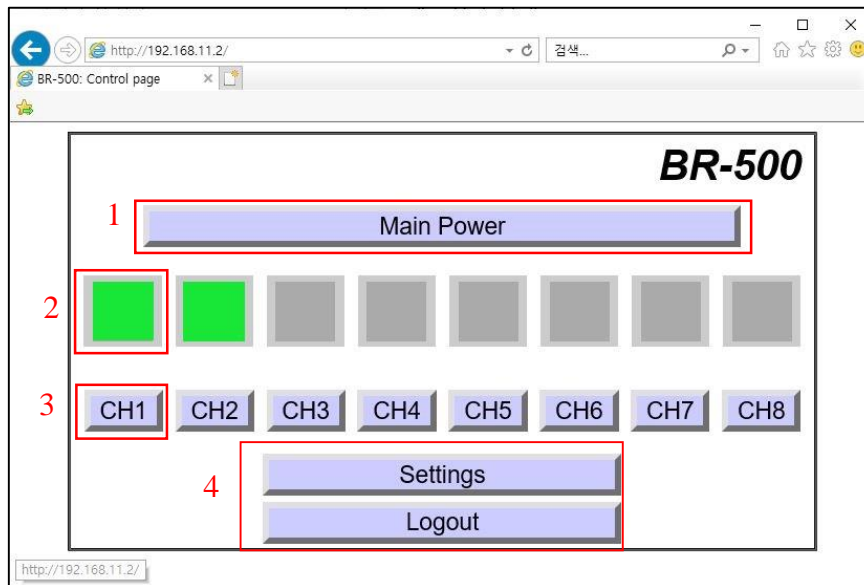 http://192.168.11.2/
검색...
BR-500: Control page
BR-500
1
Main Power
2
3
CH1 CH2 CH3 CH4 CH5 CH6 CH7 CH8
4
Settings
Logout
http://192.168.11.2/